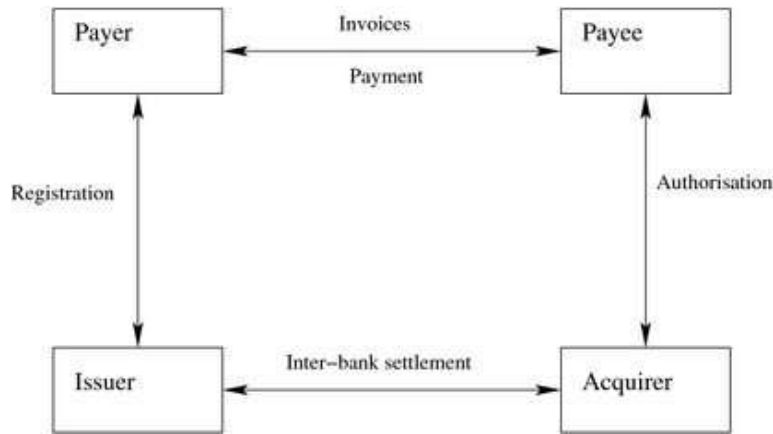 Payer
Invoices
Payee
Payment
Registration
Authorisation
Issuer
Inter-bank settlement
Acquirer